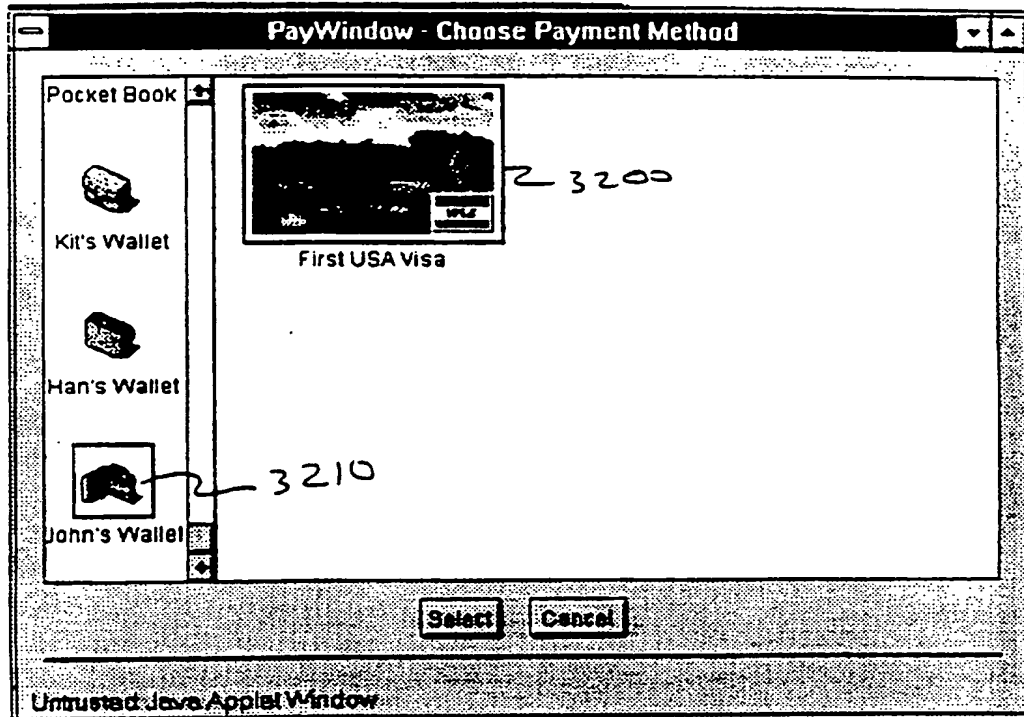 PayWindow - Choose Payment Method
Pocket Book
Kit's Wallet
Han's Wallet
John's Wallet
3200
VISA
First USA Visa
3210
Select
Cancel
Untrusted Java Applet Window